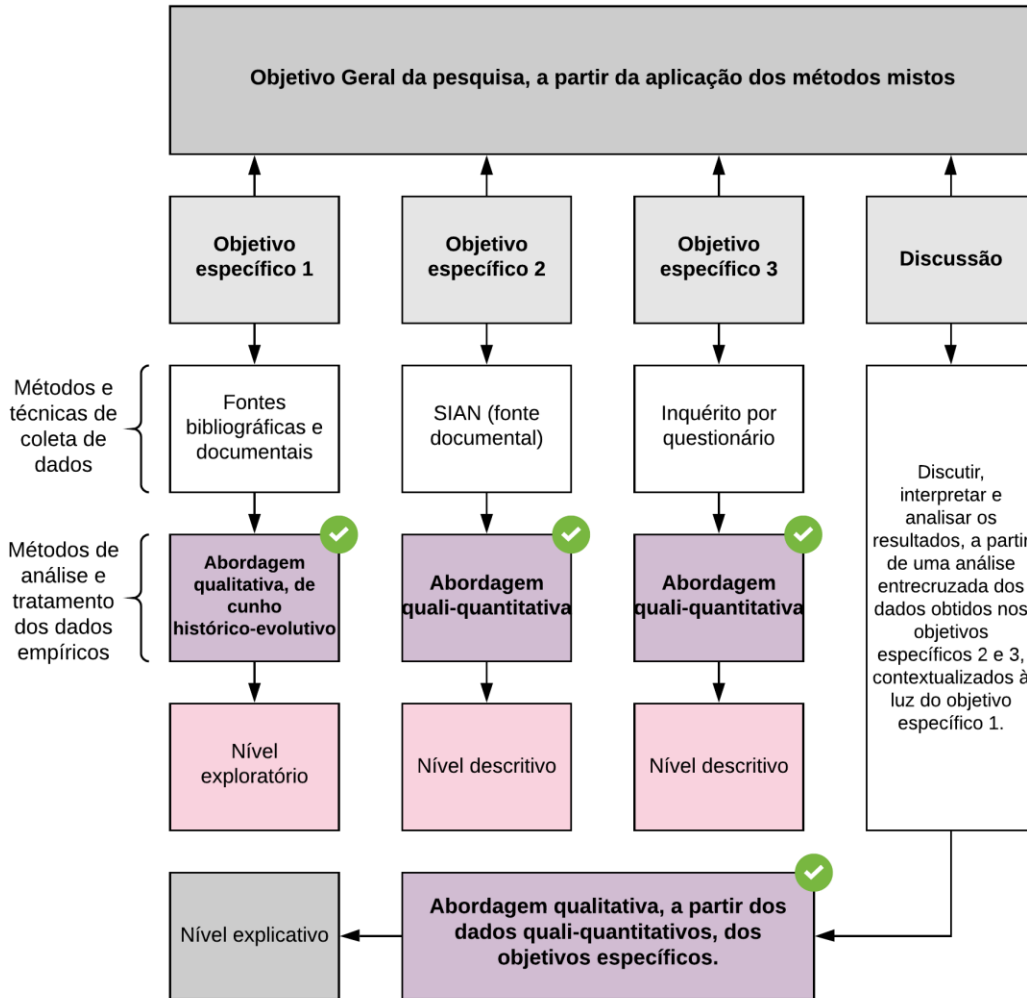 Objetivo Geral da pesquisa, a partir da aplicação dos métodos mistos
Objetivo
específico 1
Objetivo
específico 2
Objetivo
específico 3
Discussão
Métodos e
técnicas de
coleta de
dados
Fontes
bibliográficas e
documentais
SIAN (fonte
documental)
Inquérito por
questionário
Discutir,
interpretar e
analisar os
resultados, a partir
de uma análise
entrecruzada dos
dados obtidos nos
objetivos
específicos 2 e 3,
contextualizados à
luz do objetivo
específico 1.
Métodos de
análise e
tratamento
dos dados
empíricos
Abordagem
qualitativa, de
cunho
histórico-evolutivo
Abordagem
quali-quantitativa
Abordagem
quali-quantitativa
Nível
exploratório
Nível descritivo
Nível descritivo
Nível explicativo
Abordagem qualitativa, a partir dos
dados quali-quantitativos, dos
objetivos específicos.